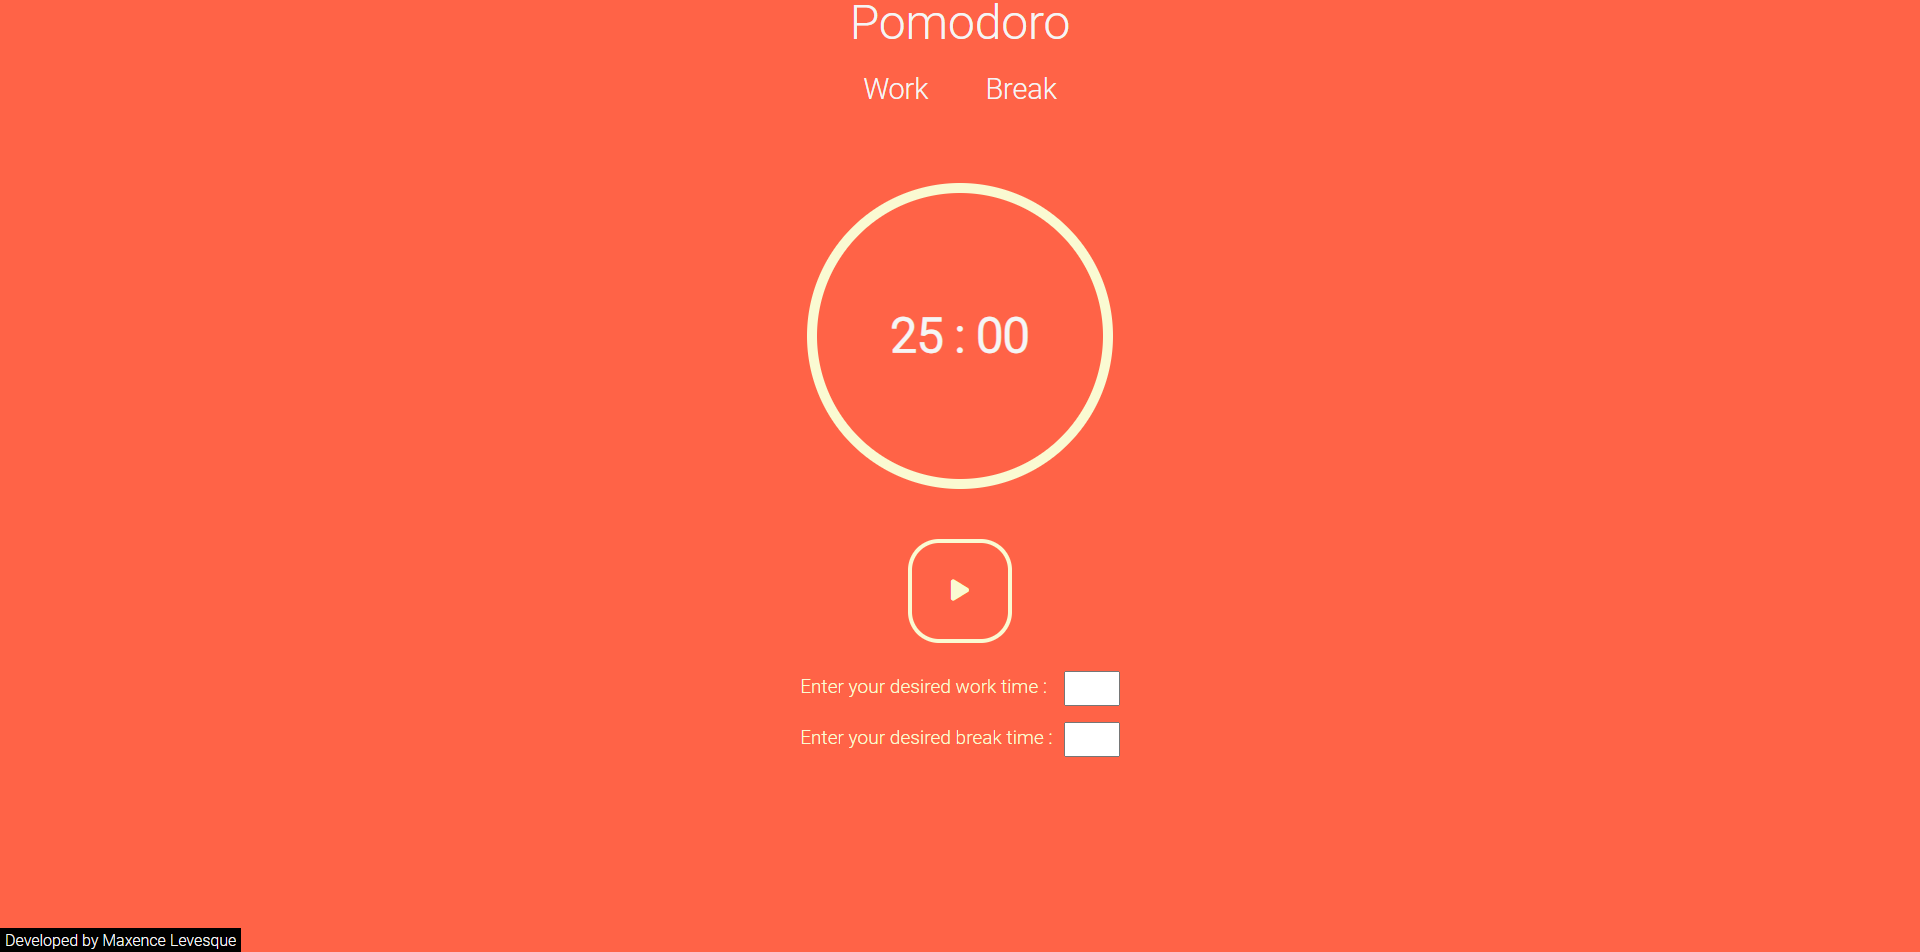 Pomodoro
Work Break
25 : 00
Enter your desired work time :
Enter your desired break time :
Developed by Maxence Levesque